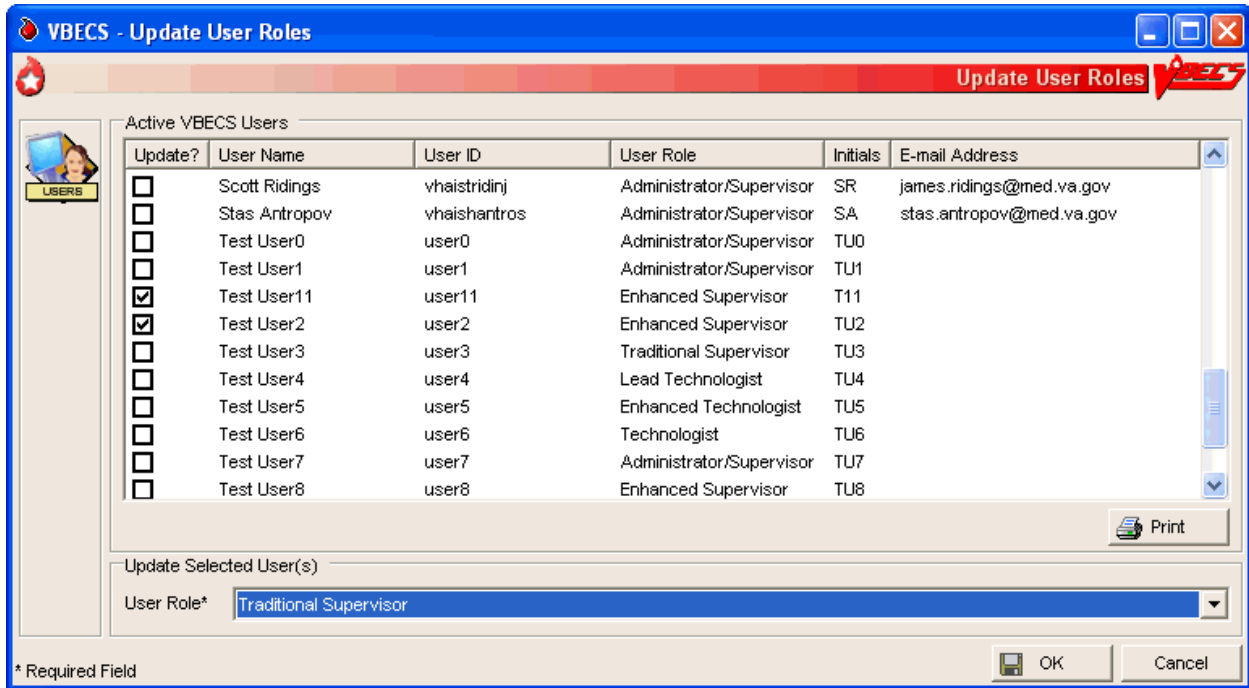 VBECS - Update User Roles
Update User Roles VBECS
USERS
Active VBECS Users
Update? User Name User ID User Role Initials E-mail Address
Scott Ridings vhaistridinj Administrator/Supervisor SR james.ridings@med.va.gov
Stas Antropov vhaishantros Administrator/Supervisor SA stas.antropov@med.va.gov
Test User0 user0 Administrator/Supervisor TU0
Test User1 user1 Administrator/Supervisor TU1
Test User11 user11 Enhanced Supervisor T11
Test User2 user2 Enhanced Supervisor TU2
Test User3 user3 Traditional Supervisor TU3
Test User4 user4 Lead Technologist TU4
Test User5 user5 Enhanced Technologist TU5
Test User6 user6 Technologist TU6
Test User7 user7 Administrator/Supervisor TU7
Test User8 user8 Enhanced Supervisor TU8
Print
Update Selected User(s)
User Role* Traditional Supervisor
* Required Field
OK Cancel